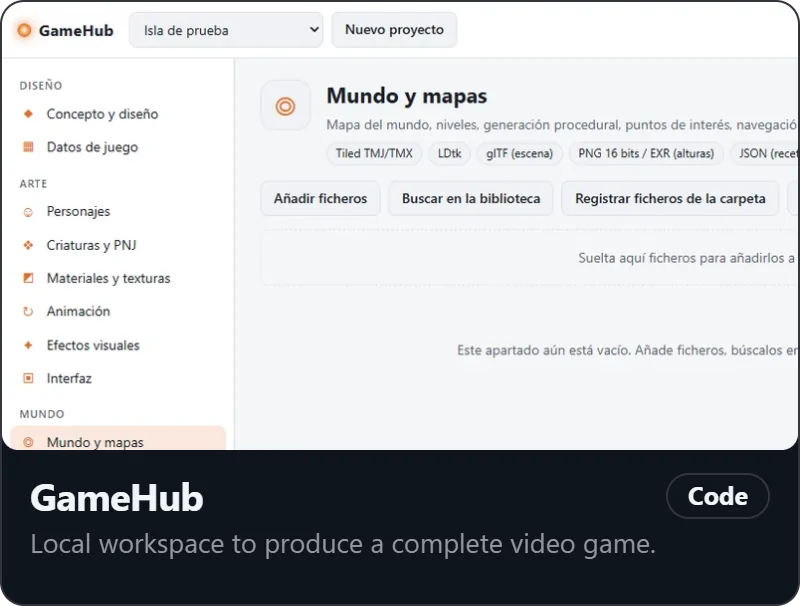 GameHub
Isla de prueba
Nuevo proyecto
DISEÑO
Concepto y diseño
Datos de juego
ARTE
Personajes
Criaturas y PNJ
Materiales y texturas
Animación
Efectos visuales
Interfaz
MUNDO
Mundo y mapas
Mundo y mapas
Mapa del mundo, niveles, generación procedural, puntos de interés, navegació
Tiled TMJ/TMX LDtk glTF (escena) PNG 16 bits / EXR (alturas) JSON (recet
Añadir ficheros Buscar en la biblioteca Registrar ficheros de la carpeta
Suelta aquí ficheros para añadirlos a
Este apartado aún está vacío. Añade ficheros, búscalos en
GameHub
Code
Local workspace to produce a complete video game.